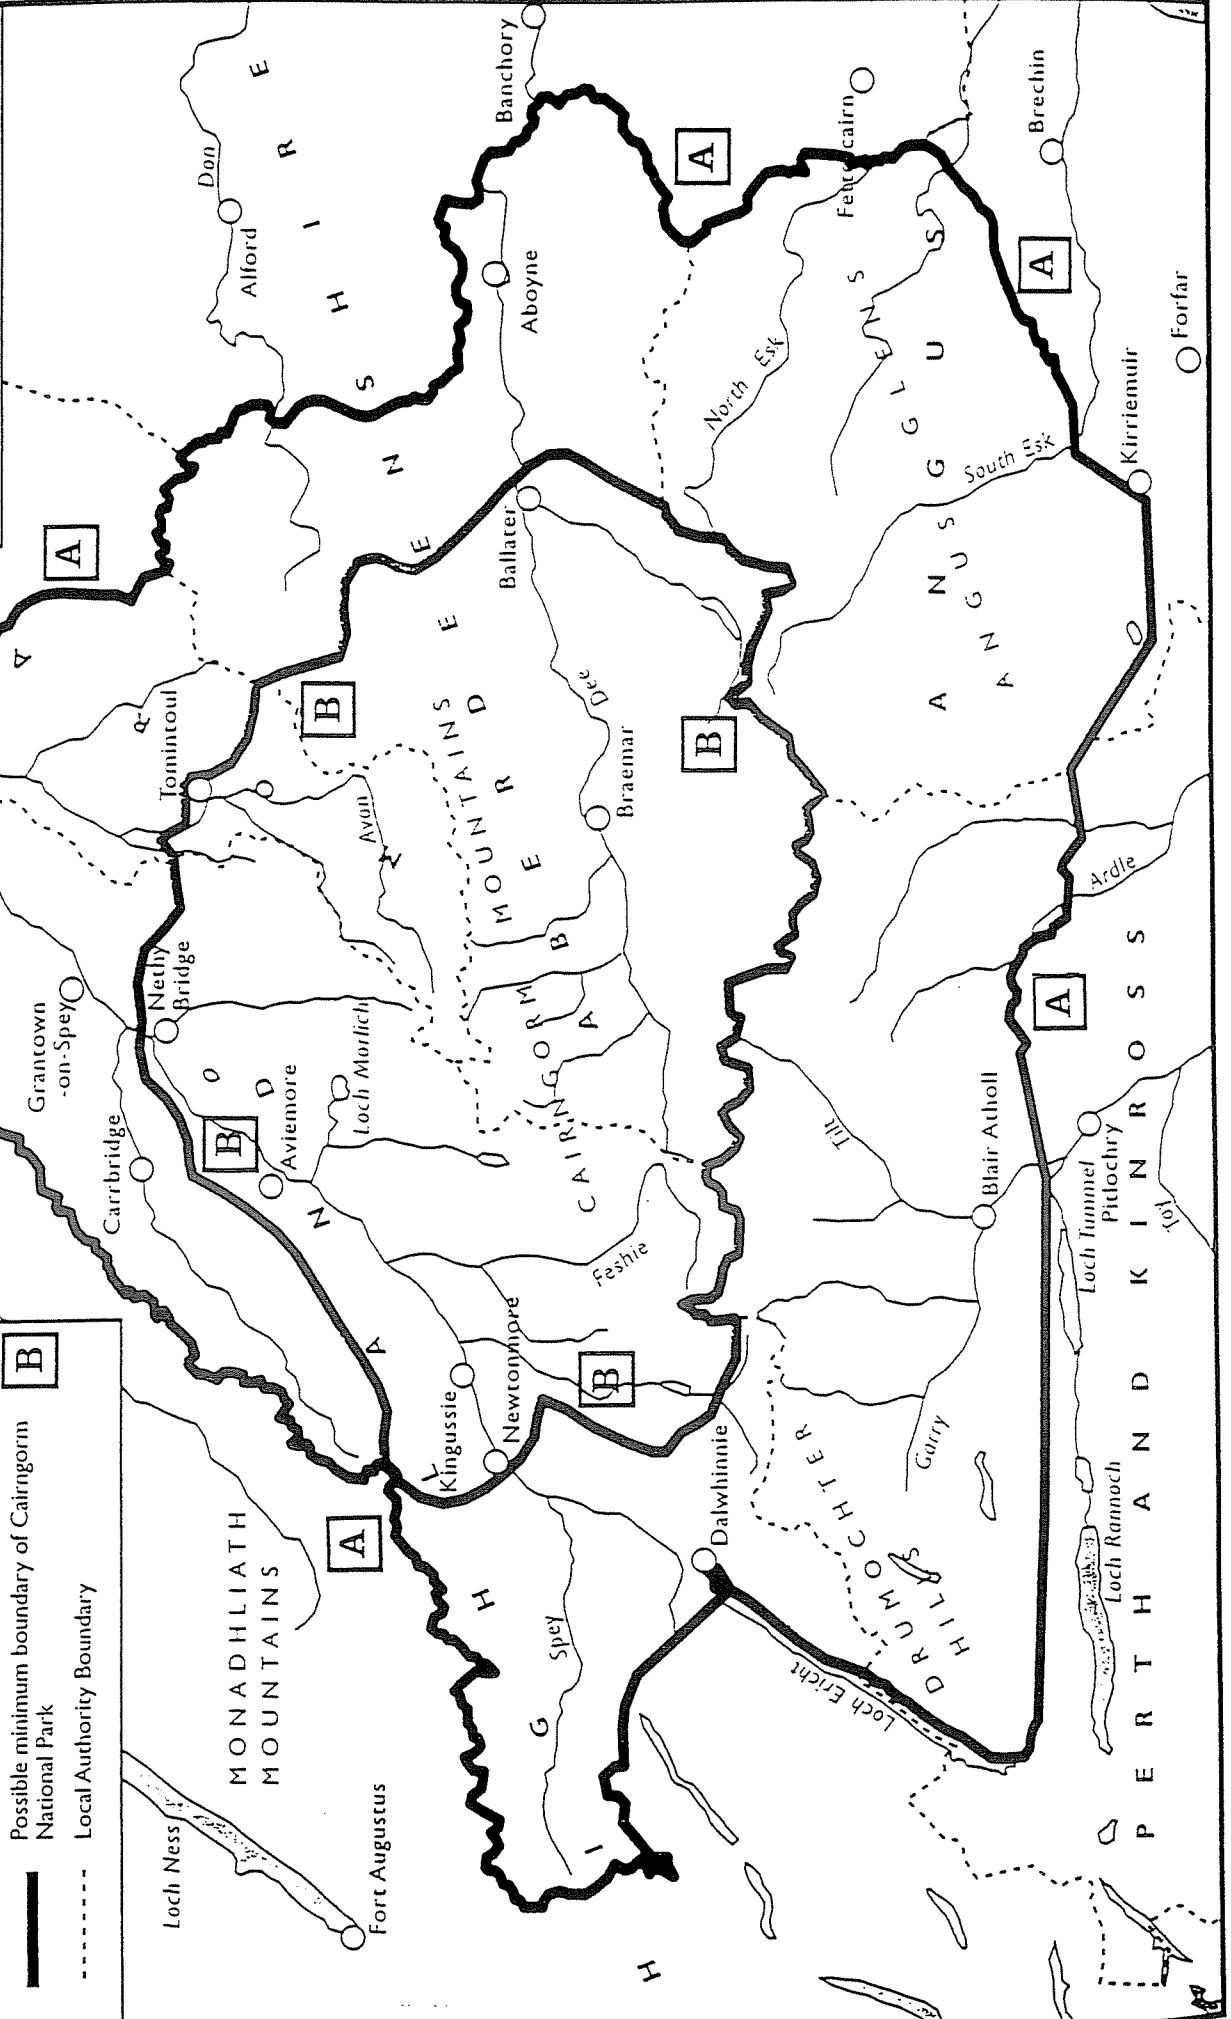 B
Possible minimum boundary of Cairngorm
National Park
Local Authority Boundary
Loch Ness
Fort Augustus
MONADHLIATH
MOUNTAINS
A
Carrbridge
Grantown
-on-Spey
Nethy
Bridge
B
Aviemore
Loch Morlich
Tomintoul
Avon
B
A
Don
Alford
Banchory
Aboyne
Ballater
Dee
Braemar
CAIRNGORM MOUNTAINS
Feshie
Kingussie
Newtonmore
B
Spey
Dalwhinnie
Loch Ericht
DRUMOCHTER
HILLS
Garry
Tilt
Blair Atholl
B
A
North Esk
South Esk
ANGUS GLENS
ANGUS
Brechin
A
Forfar
Kirriemuir
Ardle
A
Pitlochry
Loch Tummel
Loch Rannoch
PERTH AND KINROSS
HIGHLAND
ABERDEENSHIRE